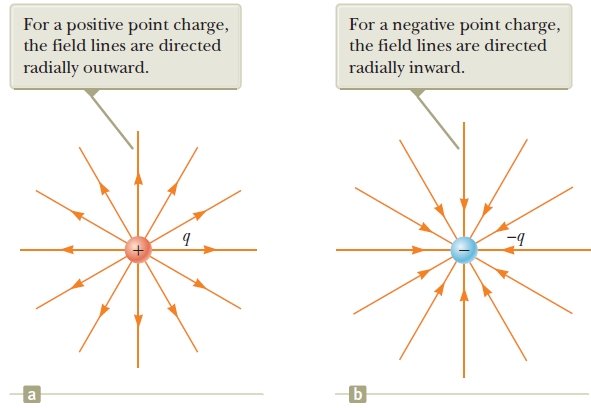 For a positive point charge,
the field lines are directed
radially outward.
For a negative point charge,
the field lines are directed
radially inward.
+
q
−
−q
a
b